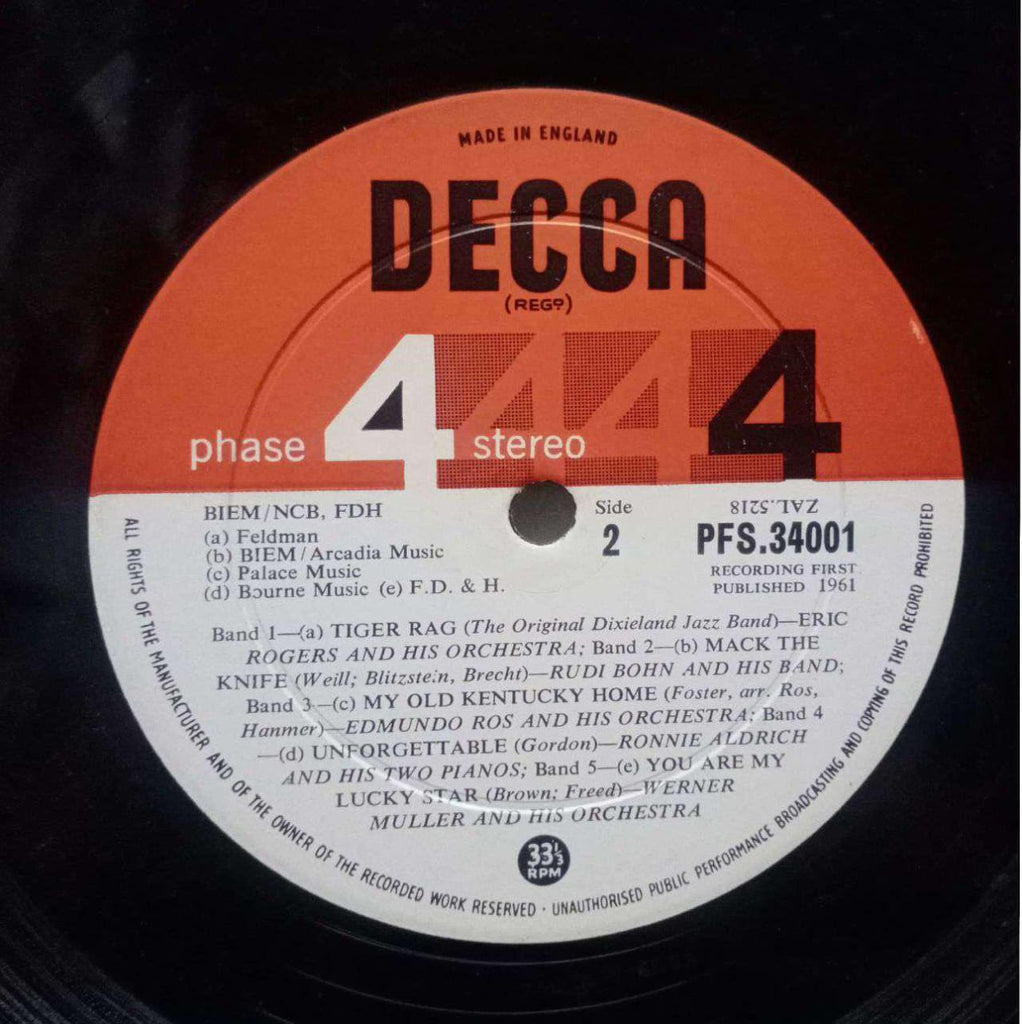 MADE IN ENGLAND
DECCA
(REGD)
phase 4 stereo 4
BIEM/NCB, FDH
(a) Feldman
(b) BIEM/Arcadia Music
(c) Palace Music
(d) Bourne Music (e) F.D. & H.
Side
2
ZAL.5218
PFS.34001
RECORDING FIRST
PUBLISHED 1961
Band 1—(a) TIGER RAG (The Original Dixieland Jazz Band)—ERIC
ROGERS AND HIS ORCHESTRA; Band 2—(b) MACK THE
KNIFE (Weill; Blitzstein, Brecht)—RUDI BOHN AND HIS BAND;
Band 3—(c) MY OLD KENTUCKY HOME (Foster, arr. Ros,
Hanmer)—EDMUNDO ROS AND HIS ORCHESTRA; Band 4
—(d) UNFORGETTABLE (Gordon)—RONNIE ALDRICH
AND HIS TWO PIANOS; Band 5—(e) YOU ARE MY
LUCKY STAR (Brown; Freed)—WERNER
MULLER AND HIS ORCHESTRA
33⅓
RPM
ALL RIGHTS OF THE MANUFACTURER AND OF THE OWNER OF THE RECORDED WORK RESERVED · UNAUTHORISED PUBLIC PERFORMANCE BROADCASTING AND COPYING OF THIS RECORD PROHIBITED